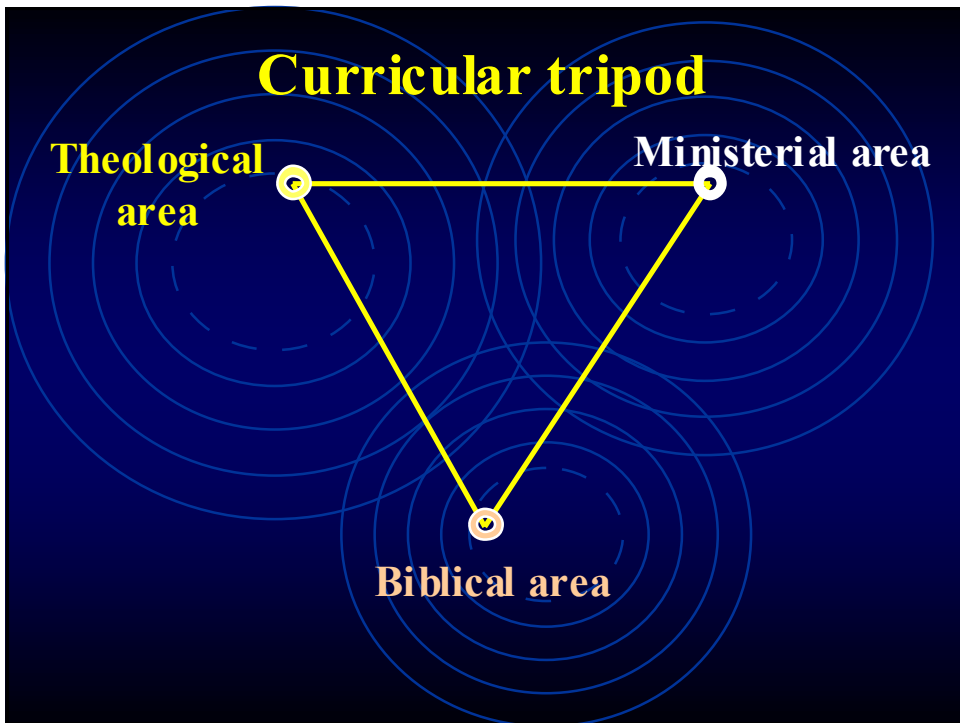 Curricular tripod
Theological
area
Ministerial area
Biblical area